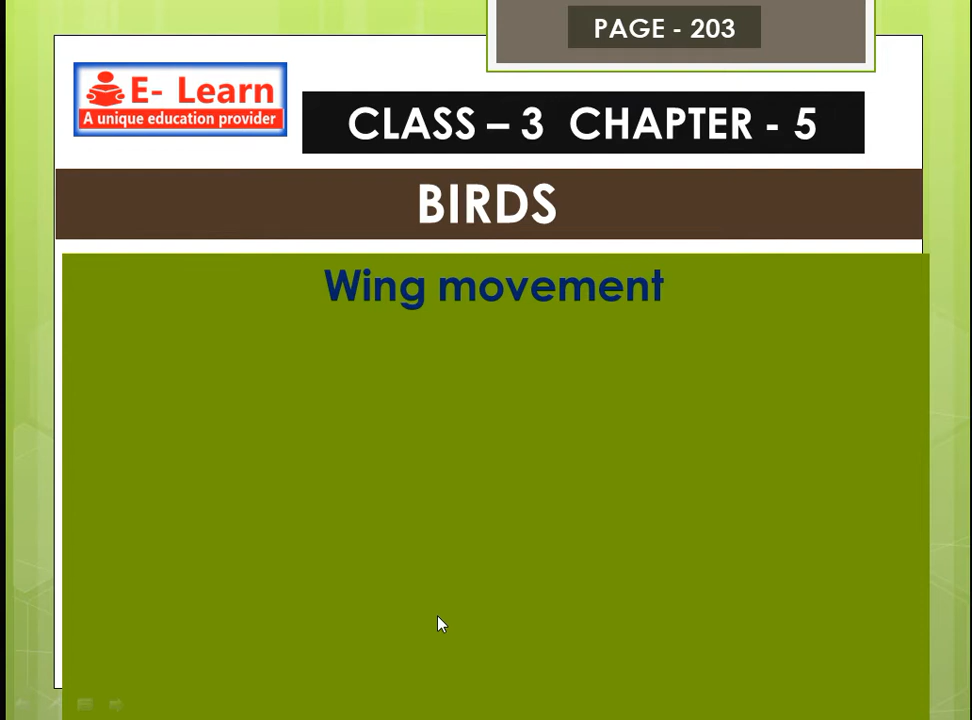 PAGE - 203
E- Learn
A unique education provider
CLASS – 3 CHAPTER - 5
BIRDS
Wing movement